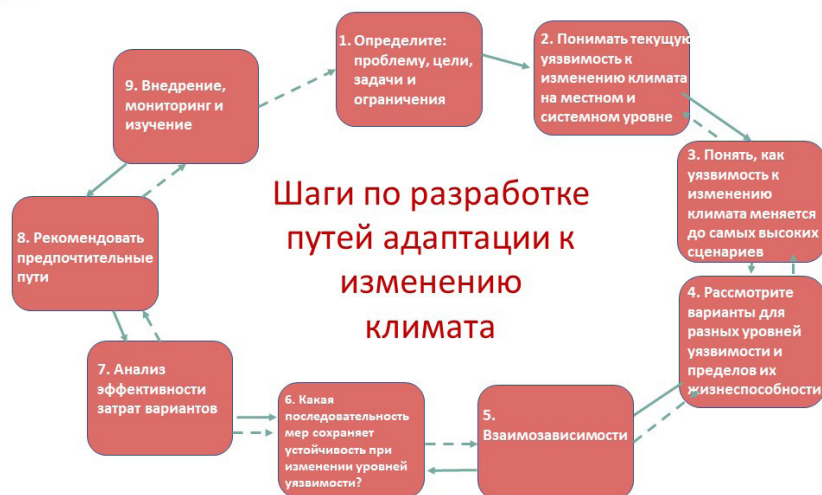 1. Определите:
проблему, цели,
задачи и
ограничения
2. Понимать текущую
уязвимость к
изменению климата
на местном и
системном уровне
3. Понять, как
уязвимость к
изменению
климата меняется
до самых высоких
сценариев
4. Рассмотрите
варианты для
разных уровней
уязвимости и
пределов их
жизнеспособности
5.
Взаимозависимости
6. Какая
последовательность
мер сохраняет
устойчивость при
изменении уровней
уязвимости?
7. Анализ
эффективности
затрат вариантов
8. Рекомендовать
предпочтительные
пути
9. Внедрение,
мониторинг и
изучение
Шаги по разработке
путей адаптации к
изменению
климата